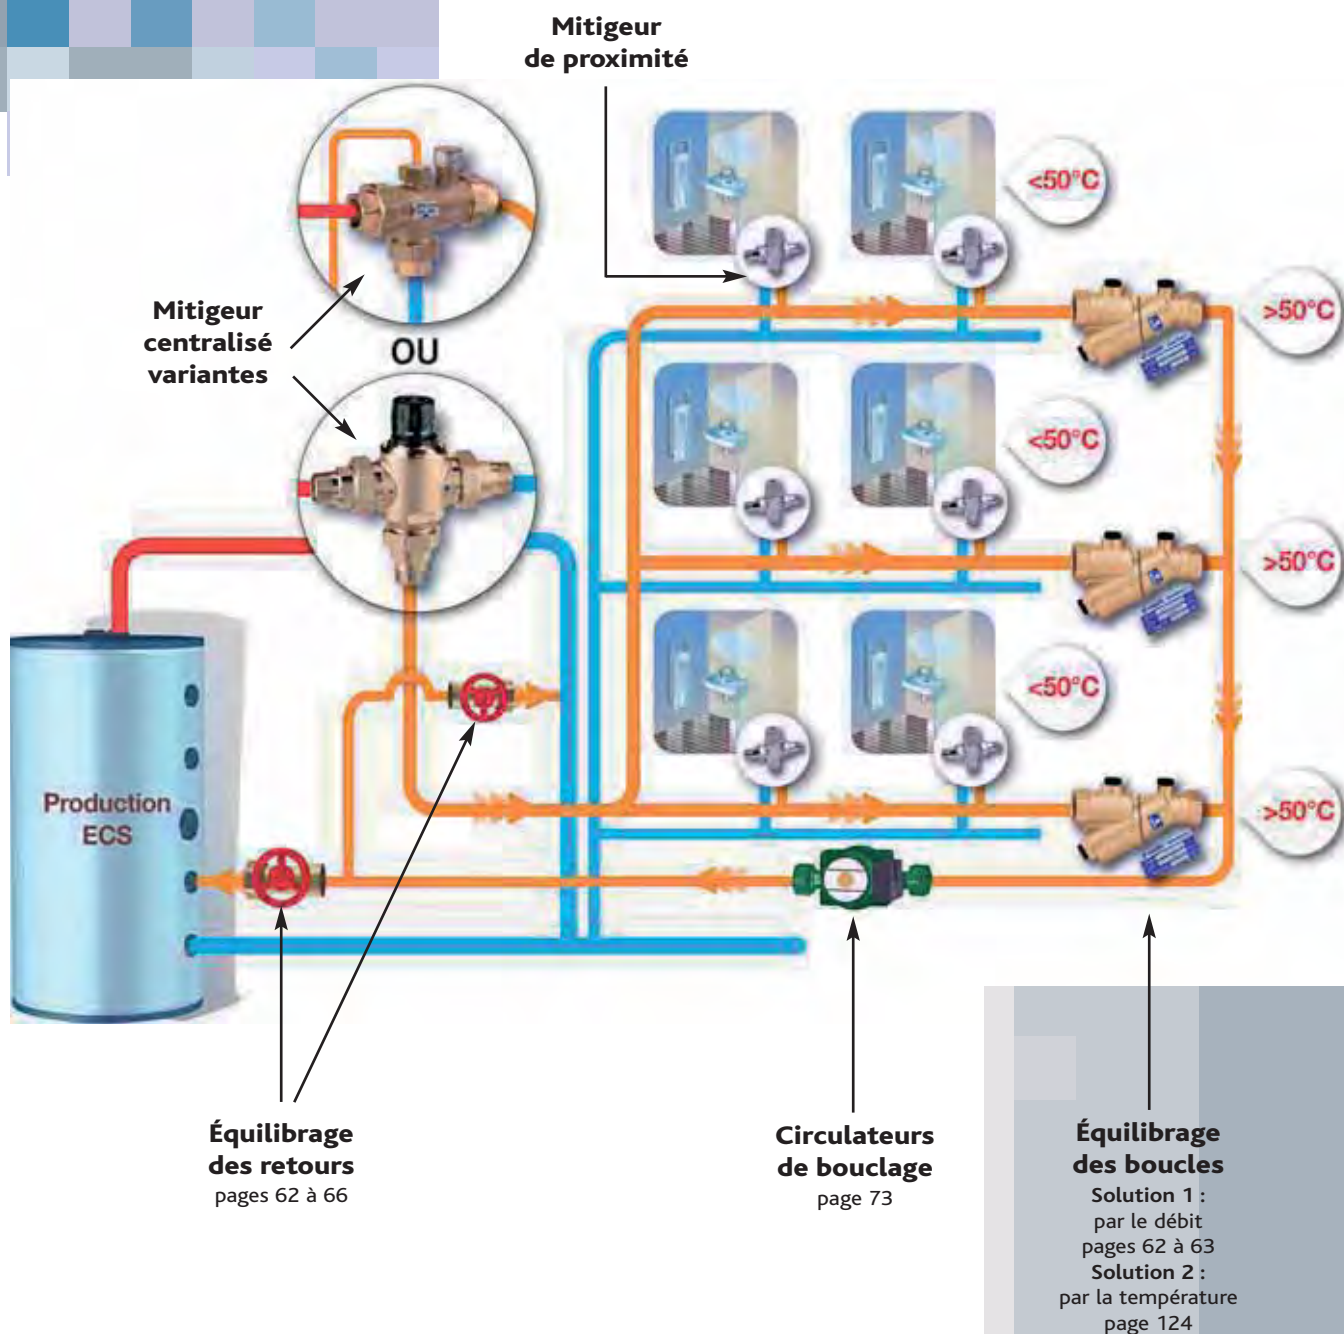 Mitigeur
de proximité
<50°C
>50°C
Mitigeur
centralisé
variantes
OU
<50°C
>50°C
<50°C
Production
ECS
>50°C
Équilibrage
des retours
pages 62 à 66
Circulateurs
de bouclage
page 73
Équilibrage
des boucles
Solution 1 :
par le débit
pages 62 à 63
Solution 2 :
par la température
page 124